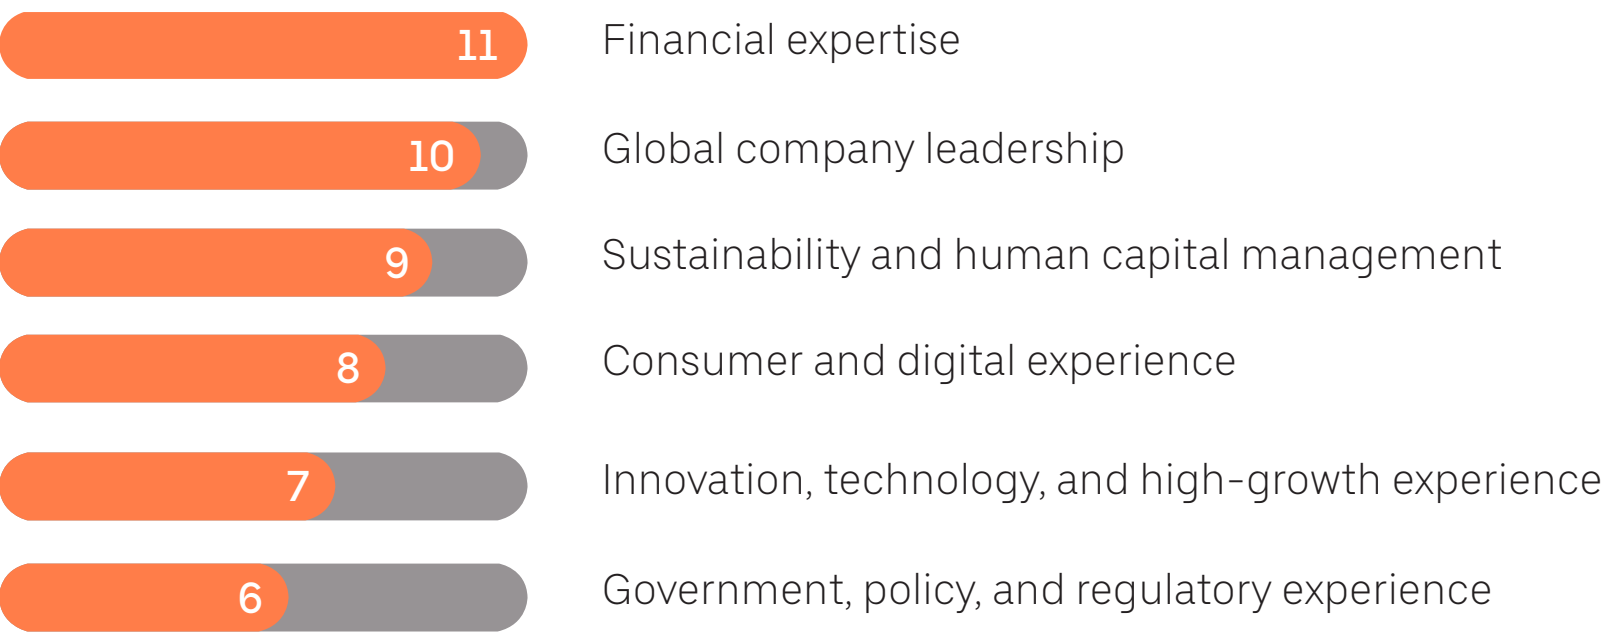 11 Financial expertise
10 Global company leadership
9 Sustainability and human capital management
8 Consumer and digital experience
7 Innovation, technology, and high-growth experience
6 Government, policy, and regulatory experience